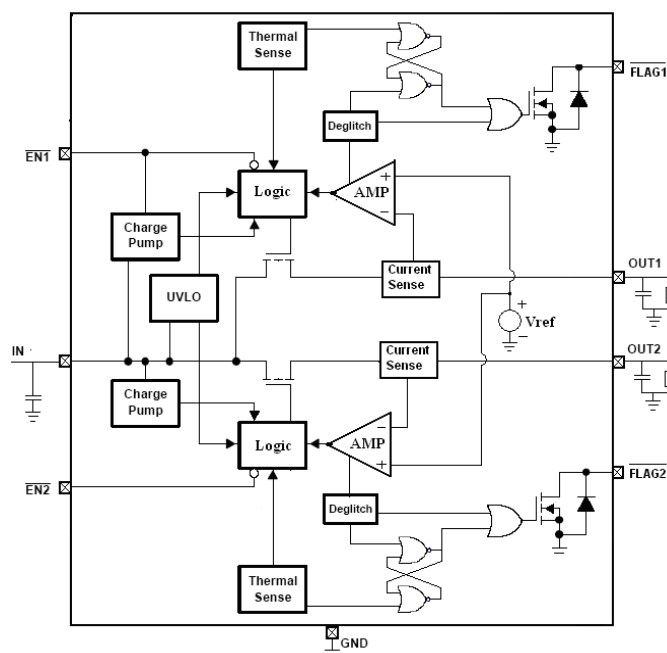 Thermal
Sense
FLAG1
Deglitch
EN1
Logic
+
AMP
−
Charge
Pump
Current
Sense
OUT1
UVLO
+
Vref
−
IN
Current
Sense
OUT2
Charge
Pump
Logic
−
AMP
+
EN2
FLAG2
Deglitch
Thermal
Sense
GND